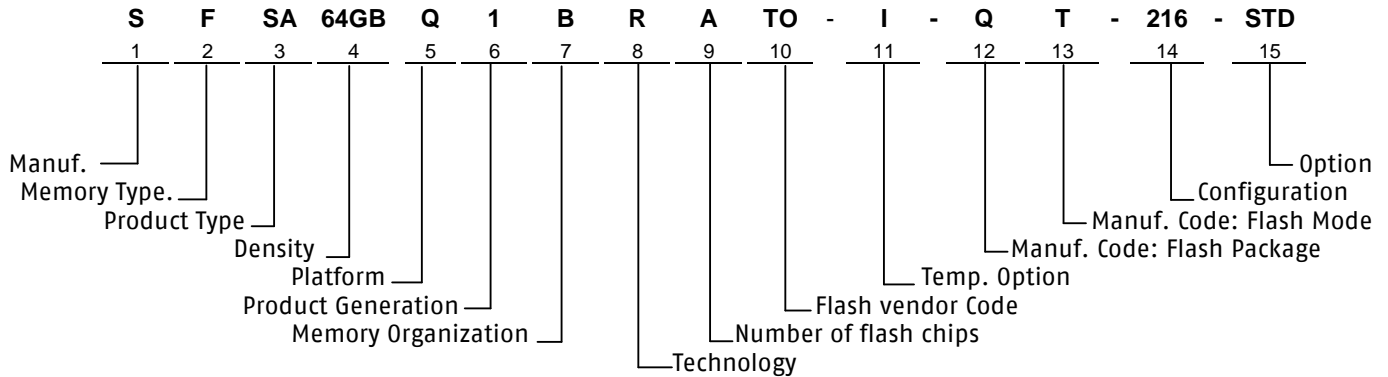 S F SA 64GB Q 1 B R A TO - I - Q T - 216 - STD
1 2 3 4 5 6 7 8 9 10 11 12 13 14 15
Manuf. Option
Memory Type. Configuration
Product Type Manuf. Code: Flash Mode
Density Manuf. Code: Flash Package
Platform Temp. Option
Product Generation Flash vendor Code
Memory Organization Number of flash chips
Technology